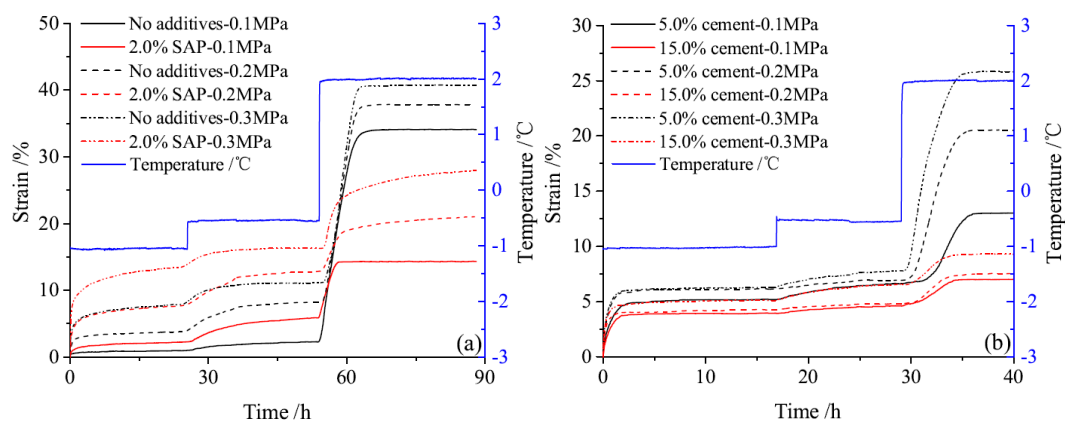 50
40
30
20
10
0
Strain /%
No additives-0.1MPa
2.0% SAP-0.1MPa
No additives-0.2MPa
2.0% SAP-0.2MPa
No additives-0.3MPa
2.0% SAP-0.3MPa
Temperature /℃
(a)
3
2
1
0
-1
-2
-3
Temperature /℃
0
30
60
90
Time /h
30
25
20
15
10
5
0
Strain /%
5.0% cement-0.1MPa
15.0% cement-0.1MPa
5.0% cement-0.2MPa
15.0% cement-0.2MPa
5.0% cement-0.3MPa
15.0% cement-0.3MPa
Temperature /℃
(b)
3
2
1
0
-1
-2
-3
Temperature /℃
0
10
20
30
40
Time /h